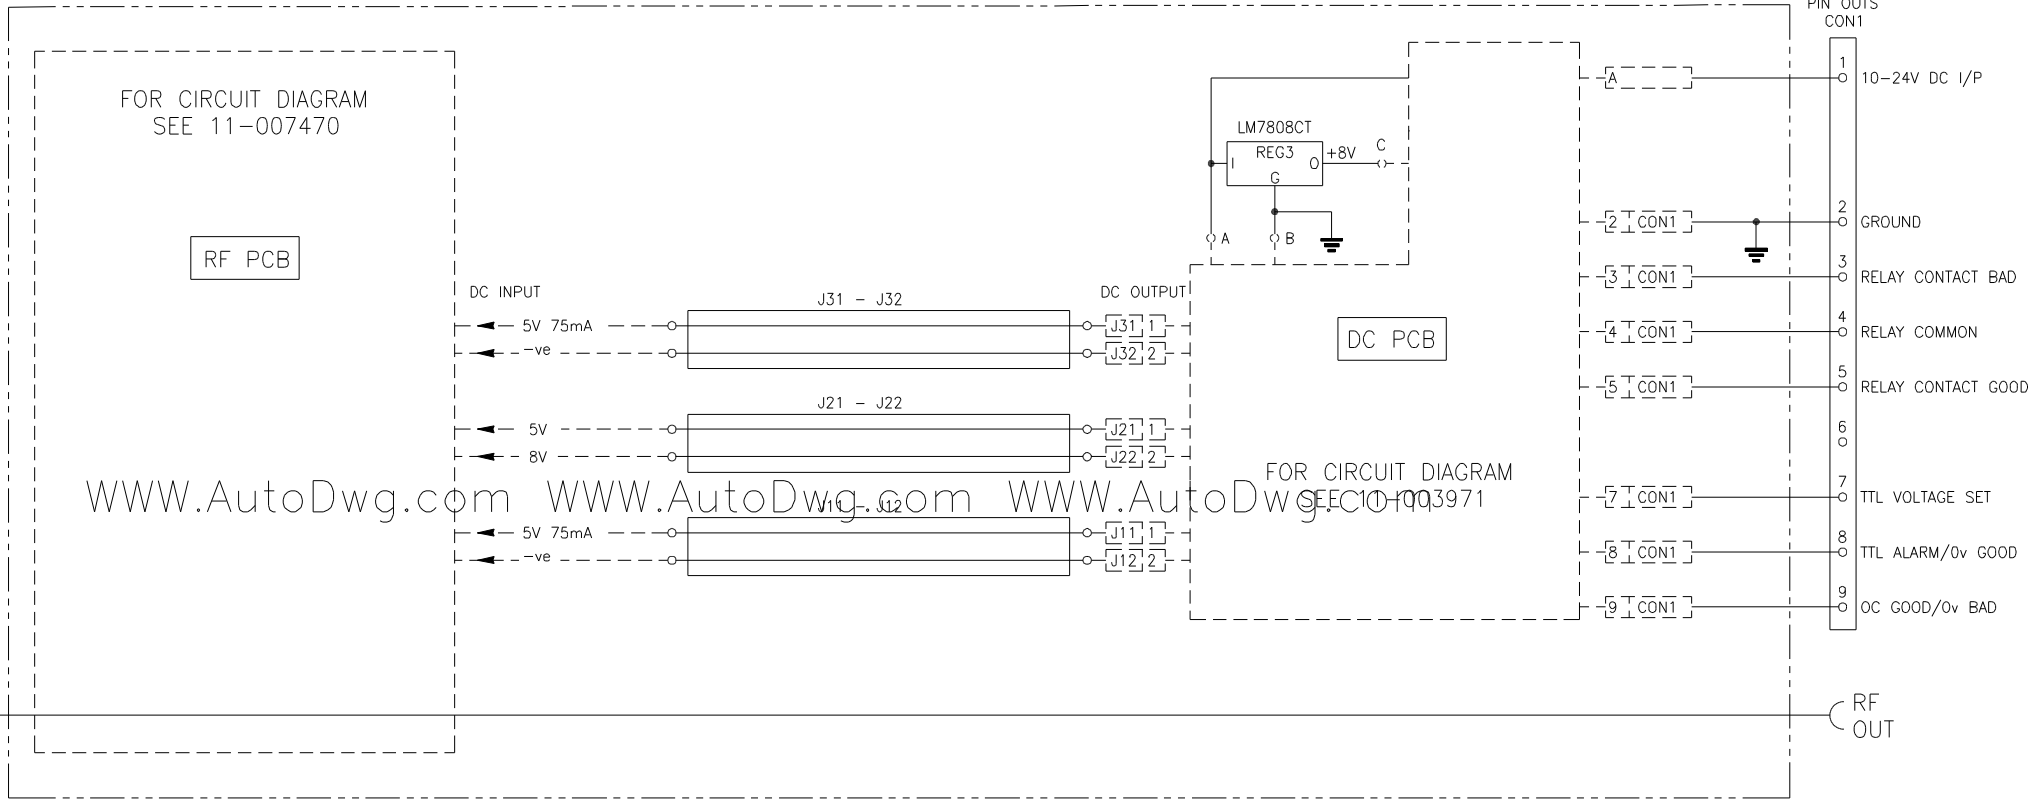 PIN OUTS
CON1
FOR CIRCUIT DIAGRAM
SEE 11-007470
RF PCB
LM7808CT
REG3
I
O
G
+8V
C
A
B
DC INPUT
5V 75mA
-ve
5V
8V
5V 75mA
-ve
J31 - J32
J21 - J22
J11 - J12
DC OUTPUT
J31 1
J32 2
J21 1
J22 2
J11 1
J12 2
DC PCB
FOR CIRCUIT DIAGRAM
SEE 11-003971
WWW.AutoDwg.com WWW.AutoDwg.com WWW.AutoDwg.com
A 1 10-24V DC I/P
2 CON1 2 GROUND
3 CON1 3 RELAY CONTACT BAD
4 CON1 4 RELAY COMMON
5 CON1 5 RELAY CONTACT GOOD
6
7 CON1 7 TTL VOLTAGE SET
8 CON1 8 TTL ALARM/0v GOOD
9 CON1 9 OC GOOD/0v BAD
RF
OUT